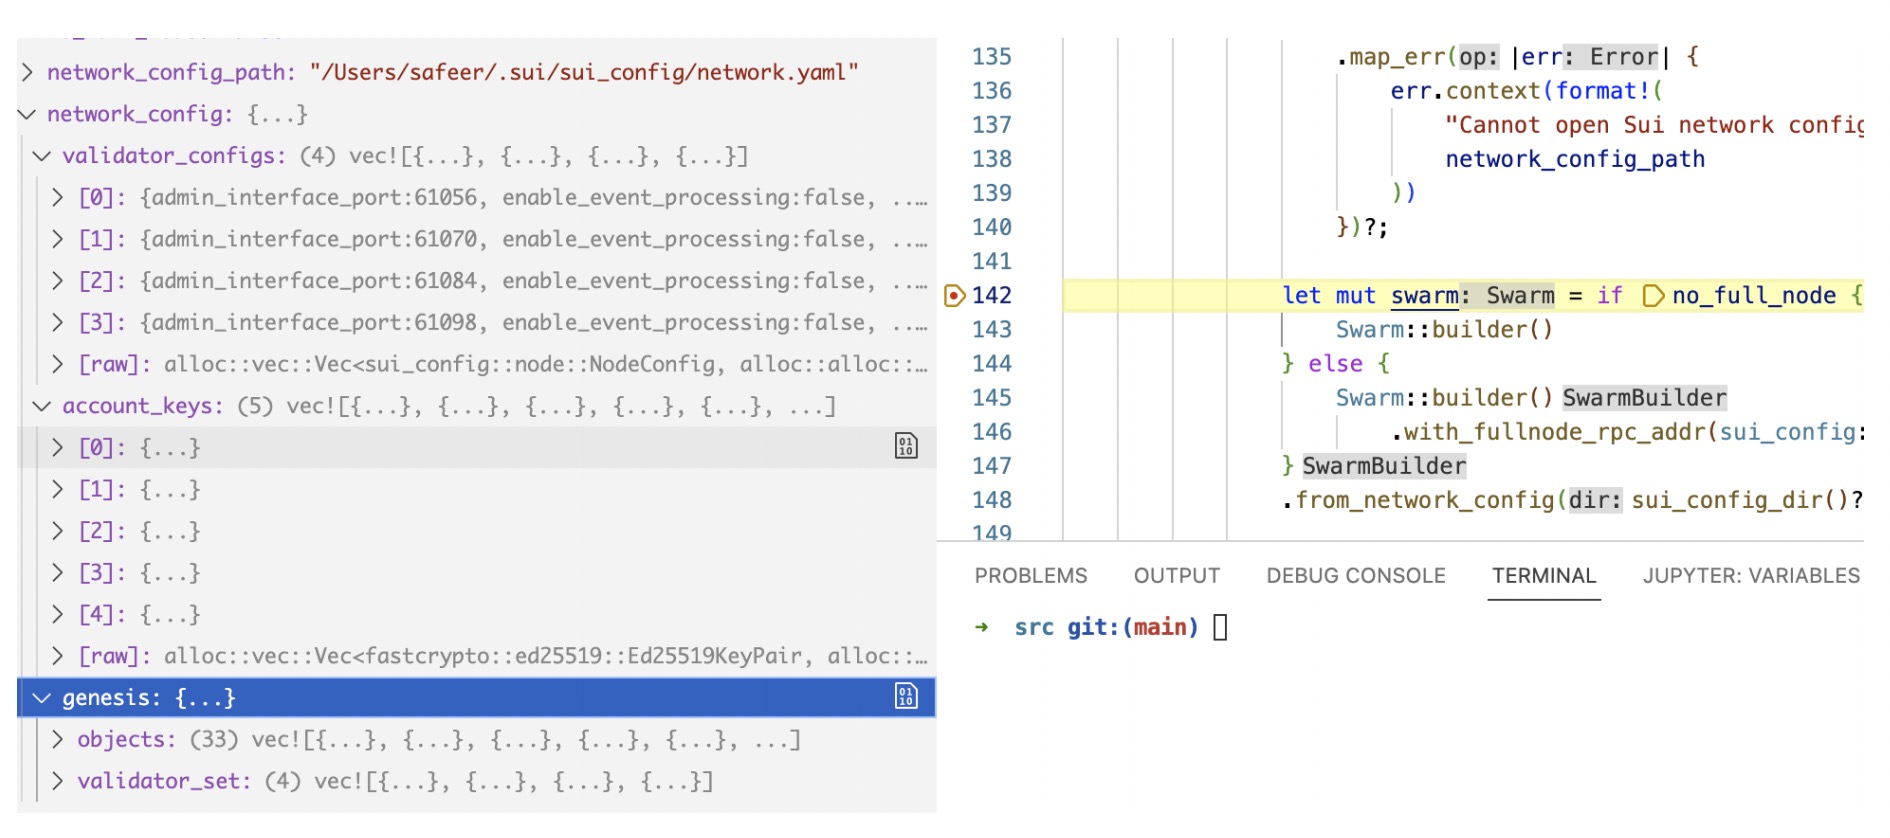 network_config_path: "/Users/safeer/.sui/sui_config/network.yaml"
network_config: {...}
validator_configs: (4) vec![{...}, {...}, {...}, {...}]
[0]: {admin_interface_port:61056, enable_event_processing:false, ..…
[1]: {admin_interface_port:61070, enable_event_processing:false, ..…
[2]: {admin_interface_port:61084, enable_event_processing:false, ..…
[3]: {admin_interface_port:61098, enable_event_processing:false, ..…
[raw]: alloc::vec::Vec<sui_config::node::NodeConfig, alloc::alloc::…
account_keys: (5) vec![{...}, {...}, {...}, {...}, {...}, ...]
[0]: {...}
[1]: {...}
[2]: {...}
[3]: {...}
[4]: {...}
[raw]: alloc::vec::Vec<fastcrypto::ed25519::Ed25519KeyPair, alloc::…
genesis: {...}
objects: (33) vec![{...}, {...}, {...}, {...}, {...}, ...]
validator_set: (4) vec![{...}, {...}, {...}, {...}]
135 .map_err(op: |err: Error| {
136 err.context(format!(
137 "Cannot open Sui network config
138 network_config_path
139 ))
140 })?;
141
142 let mut swarm: Swarm = if no_full_node {
143 Swarm::builder()
144 } else {
145 Swarm::builder() SwarmBuilder
146 .with_fullnode_rpc_addr(sui_config:
147 } SwarmBuilder
148 .from_network_config(dir: sui_config_dir()?
149
PROBLEMS OUTPUT DEBUG CONSOLE TERMINAL JUPYTER: VARIABLES
➜ src git:(main)